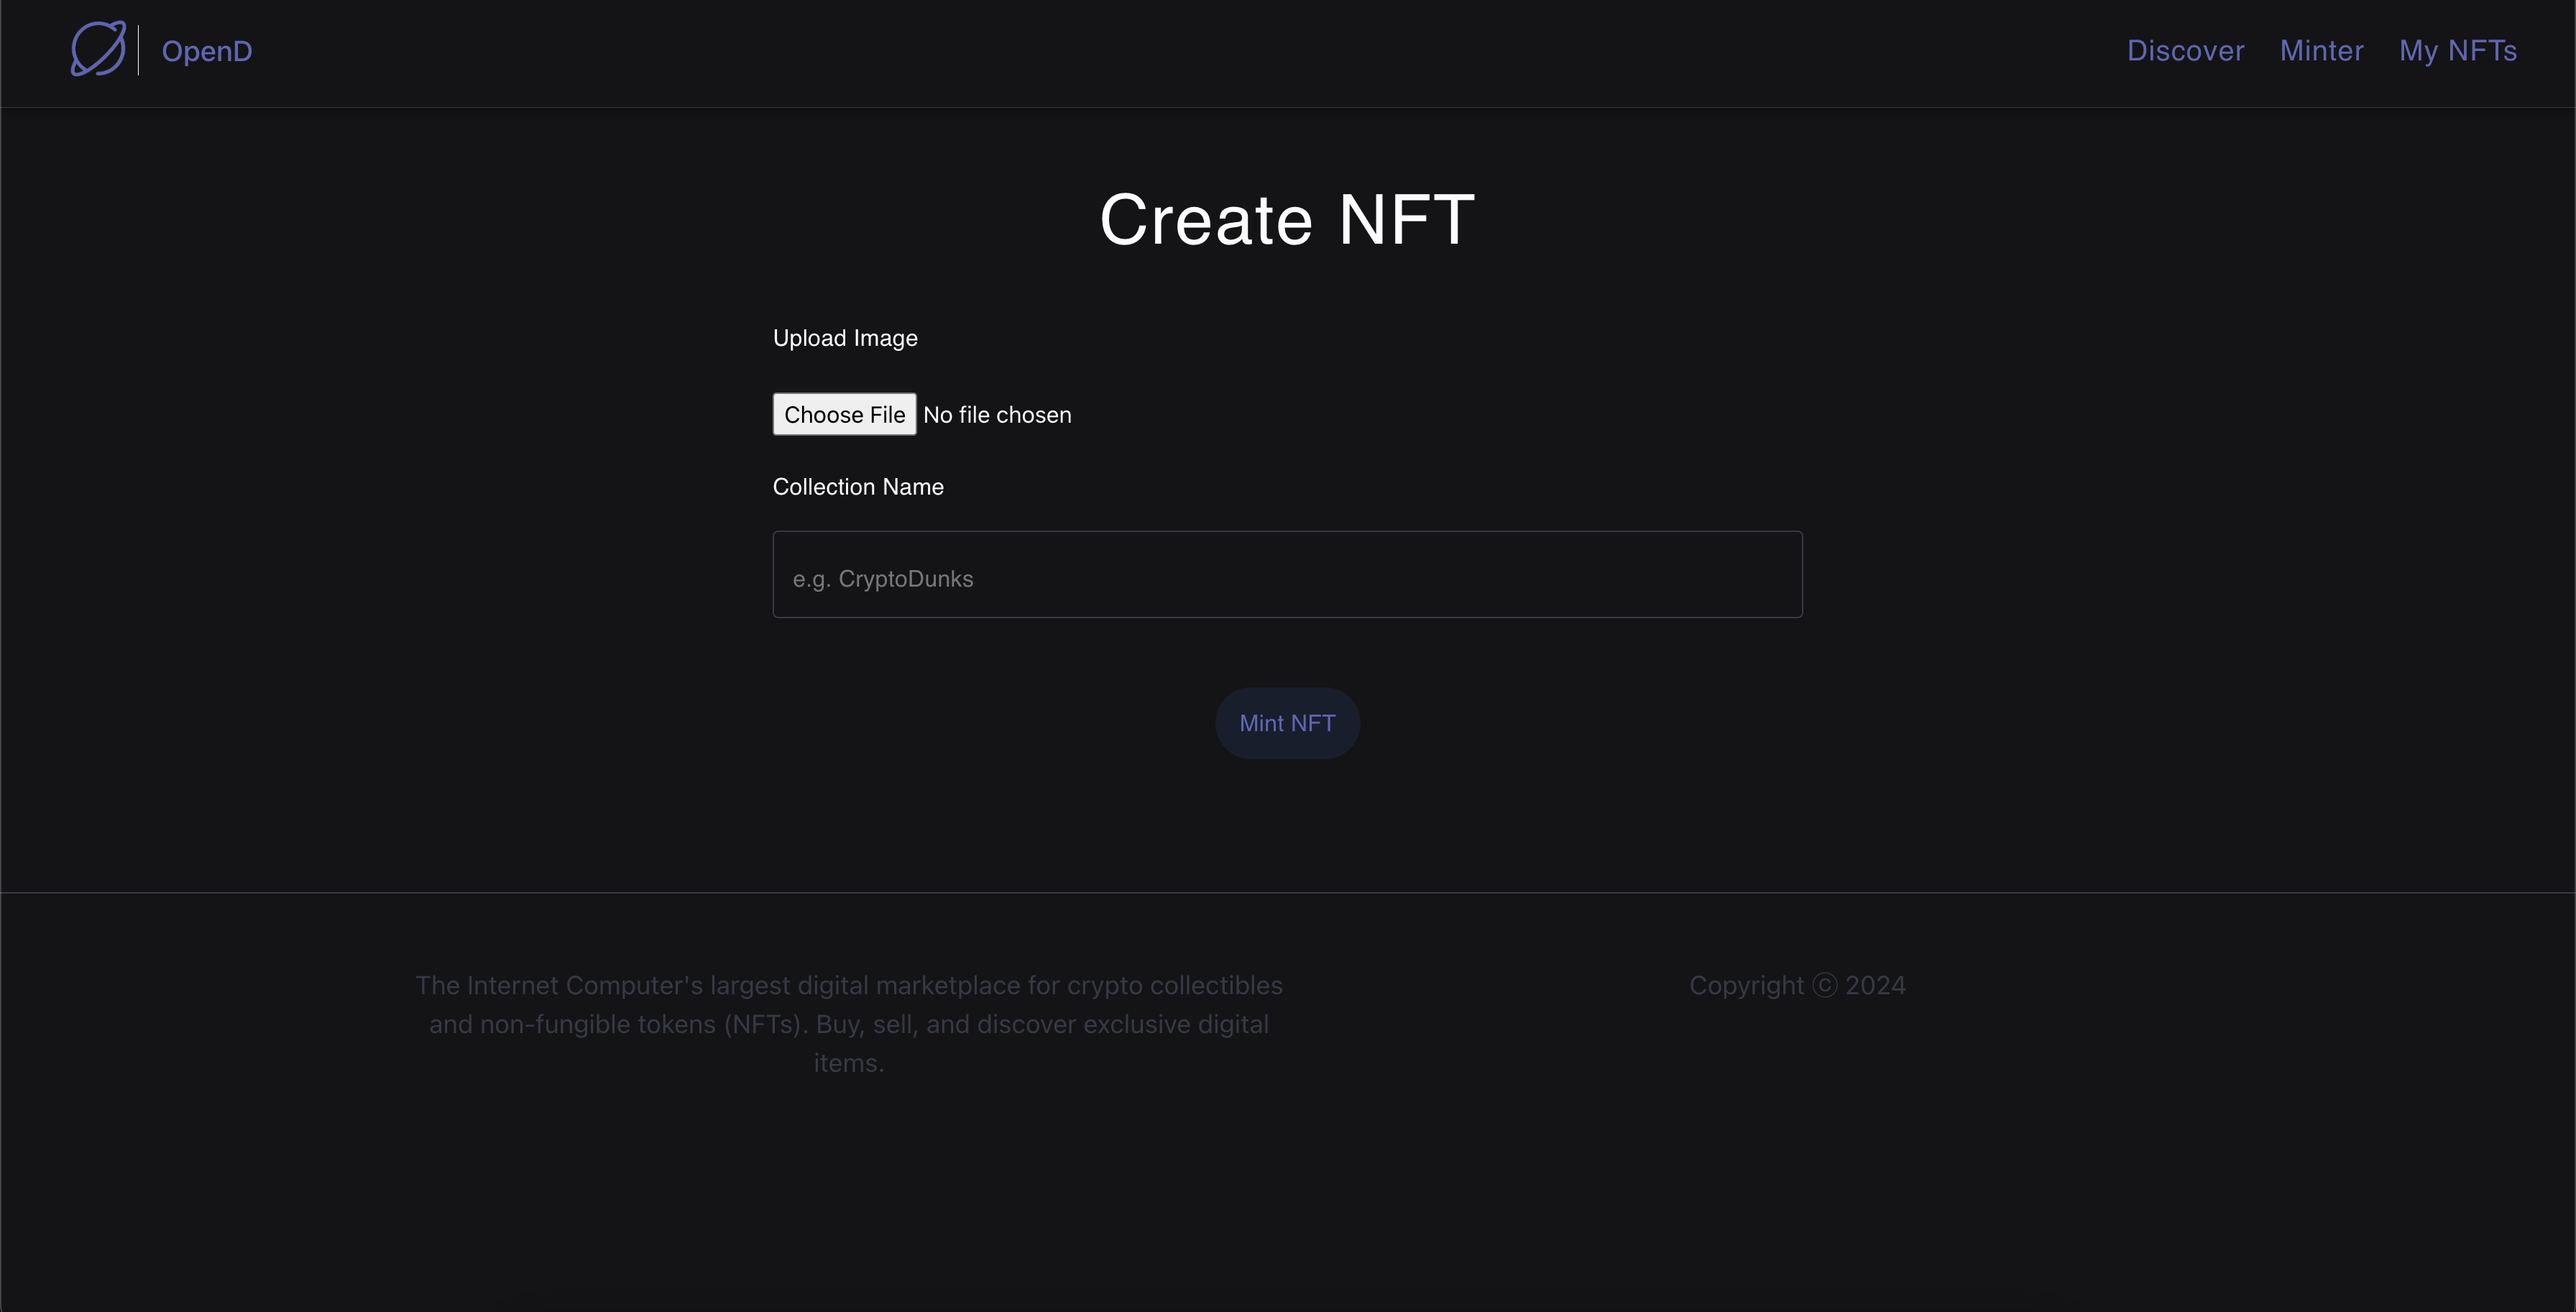 OpenD
Discover Minter My NFTs
Create NFT
Upload Image
Choose File No file chosen
Collection Name
e.g. CryptoDunks
Mint NFT
The Internet Computer's largest digital marketplace for crypto collectibles
and non-fungible tokens (NFTs). Buy, sell, and discover exclusive digital
items.
Copyright ⓒ 2024